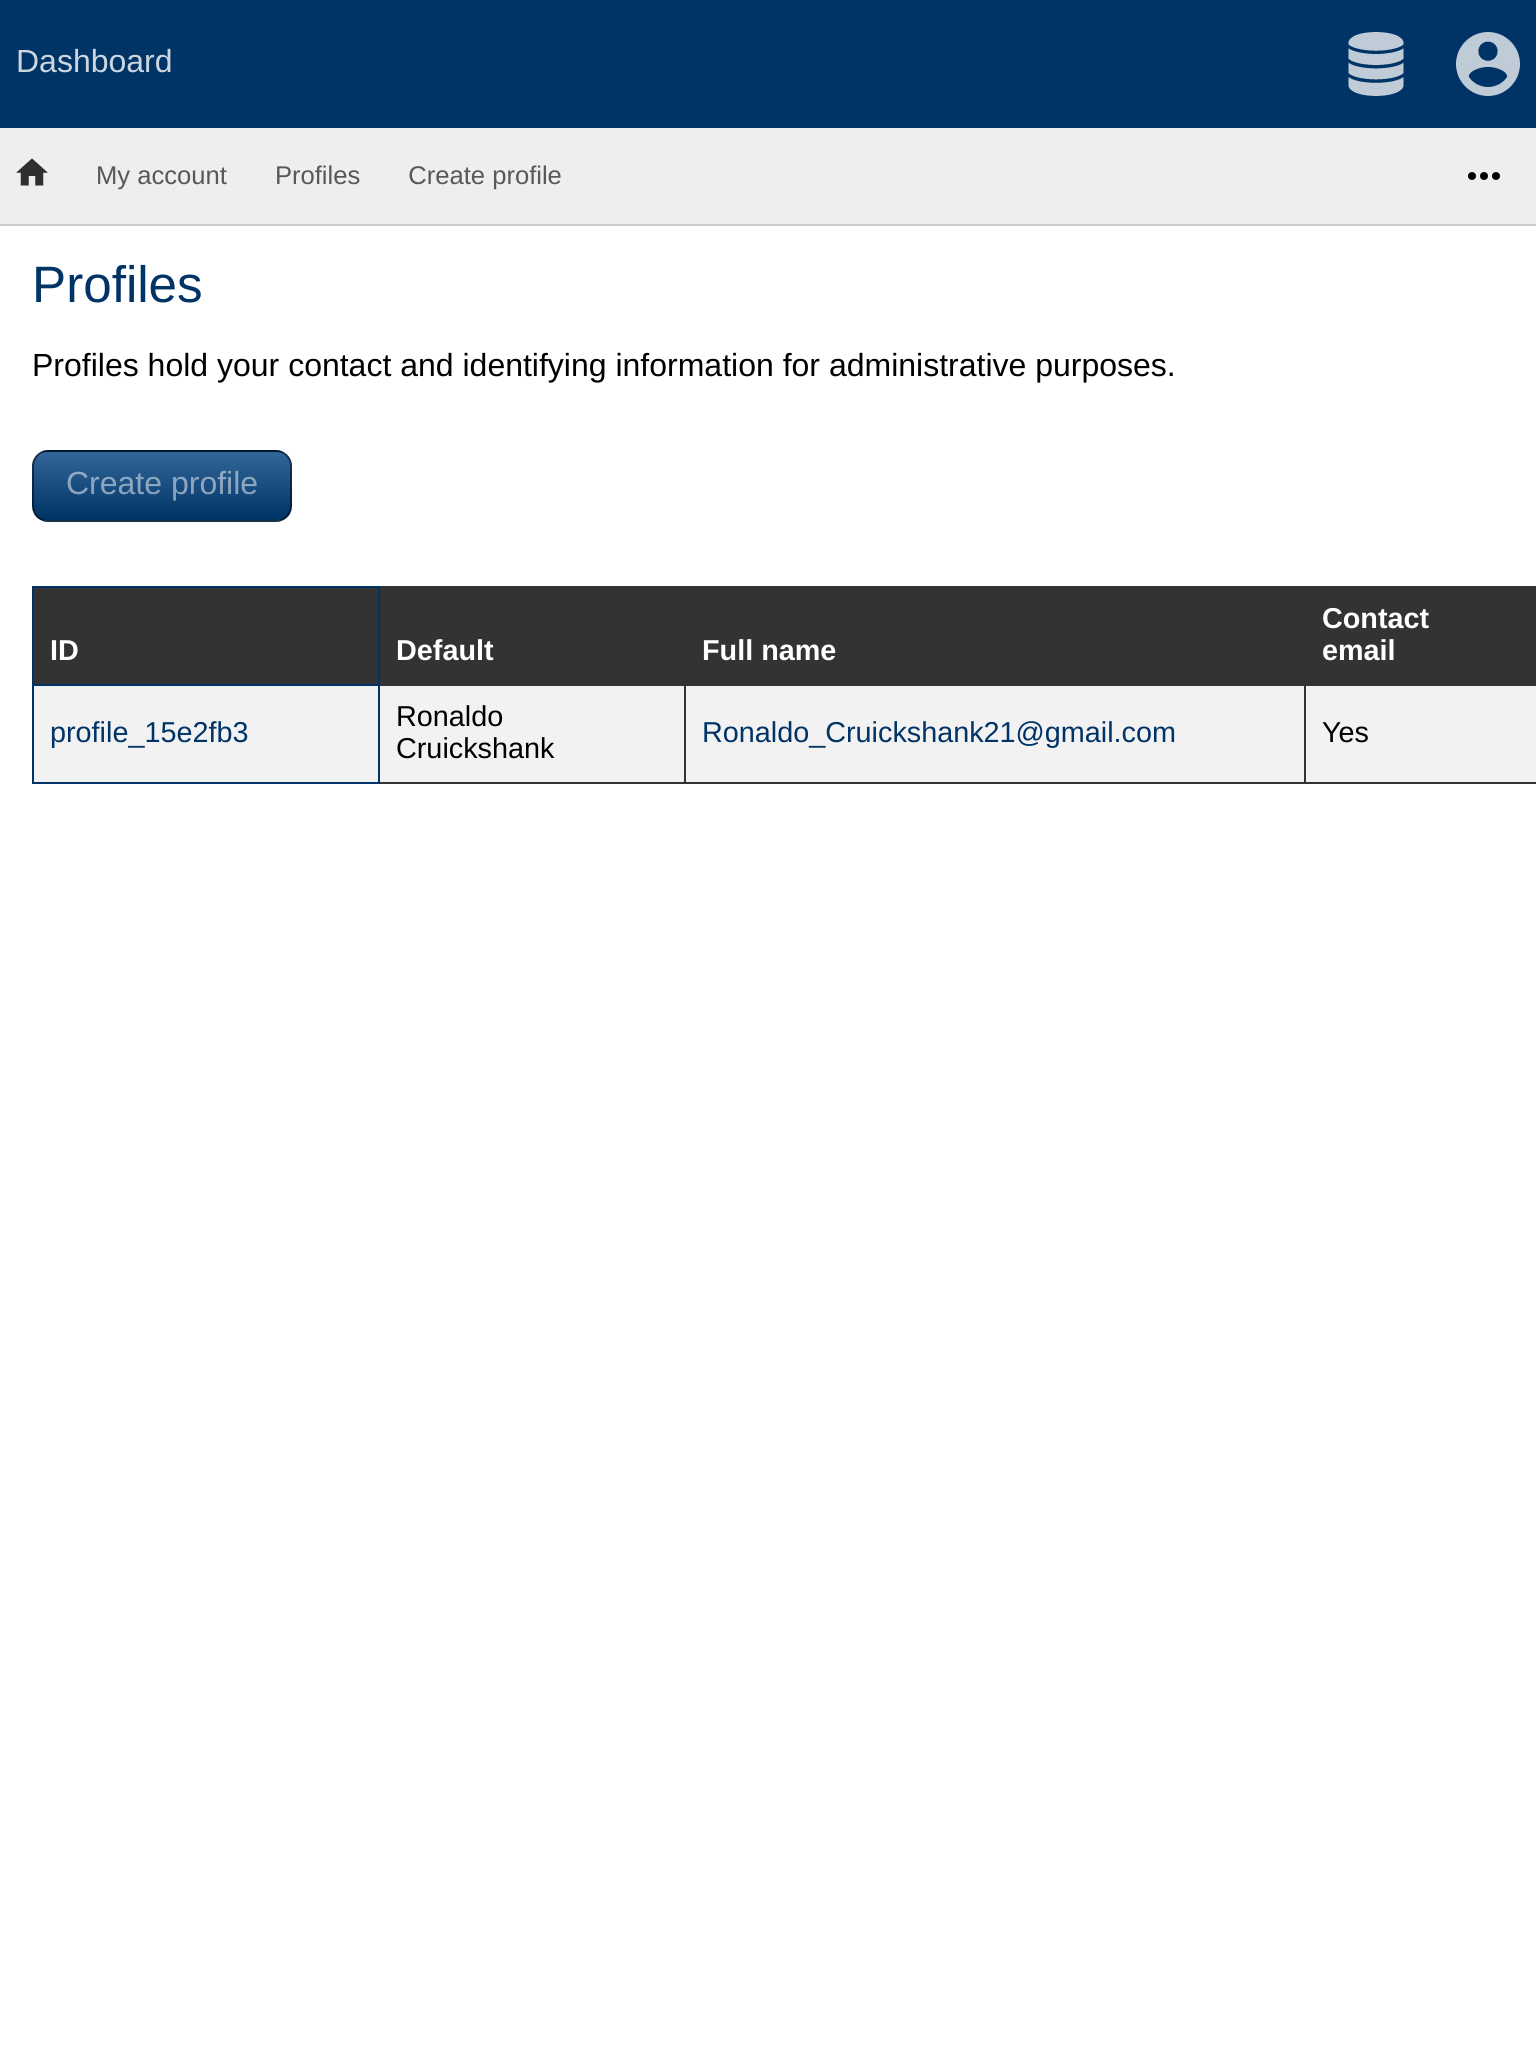 Dashboard
My account Profiles Create profile
Profiles
Profiles hold your contact and identifying information for administrative purposes.
Create profile
ID Default Full name Contact
email
profile_15e2fb3 Ronaldo
Cruickshank Ronaldo_Cruickshank21@gmail.com Yes